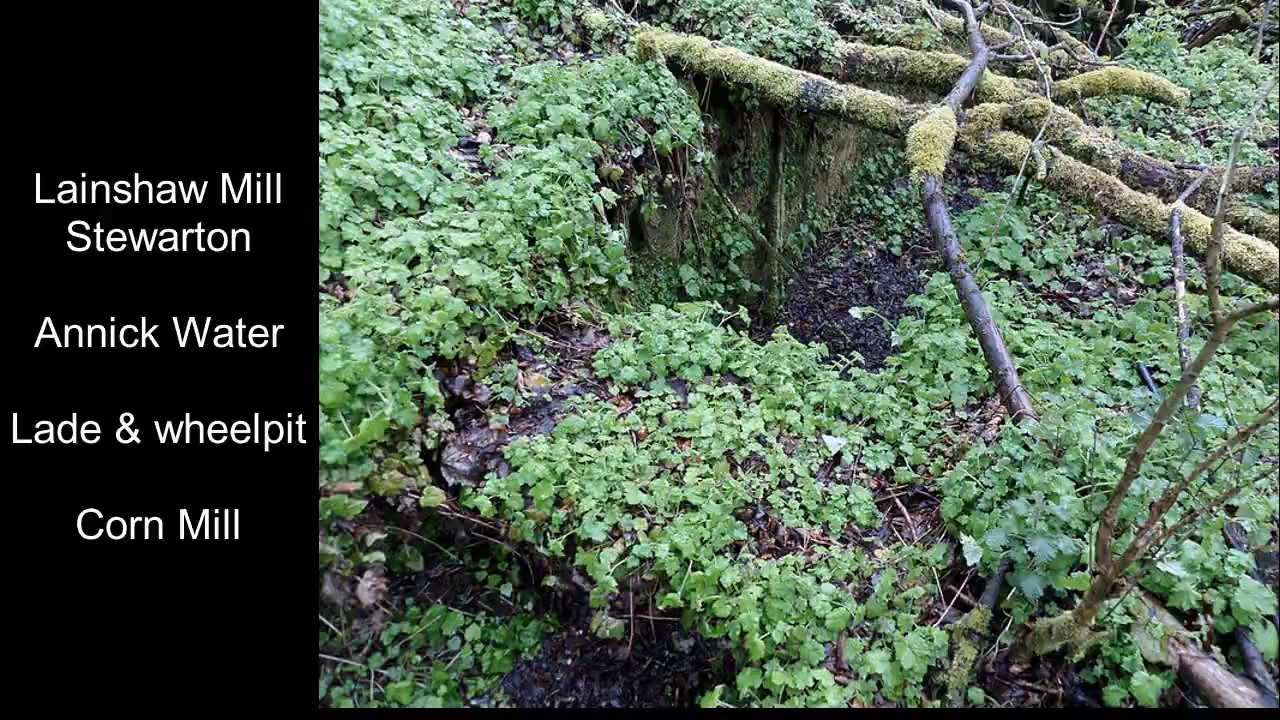 Lainshaw Mill
Stewarton
Annick Water
Lade & wheelpit
Corn Mill